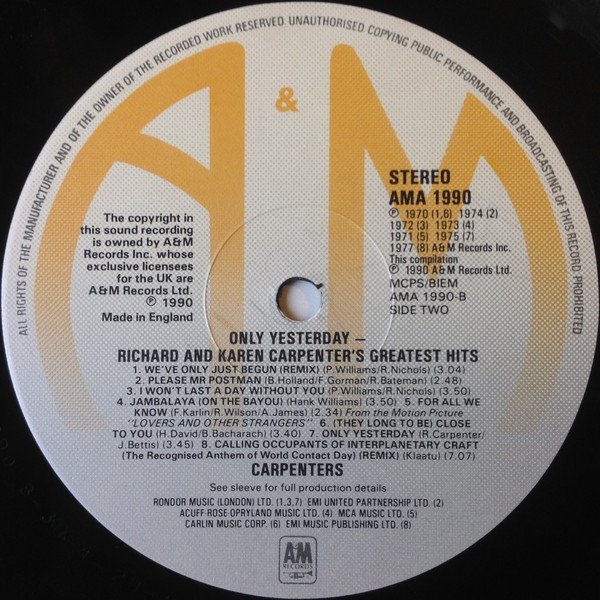 ALL RIGHTS OF THE MANUFACTURER AND OF THE OWNER OF THE RECORDED WORK RESERVED. UNAUTHORISED COPYING PUBLIC PERFORMANCE AND BROADCASTING OF THIS RECORD PROHIBITED
A & M
The copyright in
this sound recording
is owned by A&M
Records Inc. whose
exclusive licensees
for the UK are
A&M Records Ltd.
℗ 1990
Made in England
STEREO
AMA 1990
℗ 1970 (1,6) 1974 (2)
1972 (3) 1973 (4)
1971 (5) 1975 (7)
1977 (8) A&M Records Inc.
This compilation
℗ 1990 A&M Records Ltd.
MCPS/BIEM
AMA 1990-B
SIDE TWO
ONLY YESTERDAY –
RICHARD AND KAREN CARPENTER'S GREATEST HITS
1. WE'VE ONLY JUST BEGUN (REMIX) (P.Williams/R.Nichols) (3.04)
2. PLEASE MR POSTMAN (B.Holland/F.Gorman/R.Bateman) (2.48)
3. I WON'T LAST A DAY WITHOUT YOU (P.Williams/R.Nichols) (3.50)
4. JAMBALAYA (ON THE BAYOU) (Hank Williams) (3.50) 5. FOR ALL WE
KNOW (F.Karlin/R.Wilson/A.James) (2.34) From the Motion Picture
"LOVERS AND OTHER STRANGERS" 6. (THEY LONG TO BE) CLOSE
TO YOU (H.David/B.Bacharach) (3.40) 7. ONLY YESTERDAY (R.Carpenter/
J.Bettis) (3.45) 8. CALLING OCCUPANTS OF INTERPLANETARY CRAFT
(The Recognised Anthem of World Contact Day) (REMIX) (Klaatu) (7.07)
CARPENTERS
See sleeve for full production details
RONDOR MUSIC (LONDON) LTD. (1,3,7) EMI UNITED PARTNERSHIP LTD. (2)
ACUFF-ROSE-OPRYLAND MUSIC LTD. (4) MCA MUSIC LTD. (5)
CARLIN MUSIC CORP. (6) EMI MUSIC PUBLISHING LTD. (8)
A&M
RECORDS